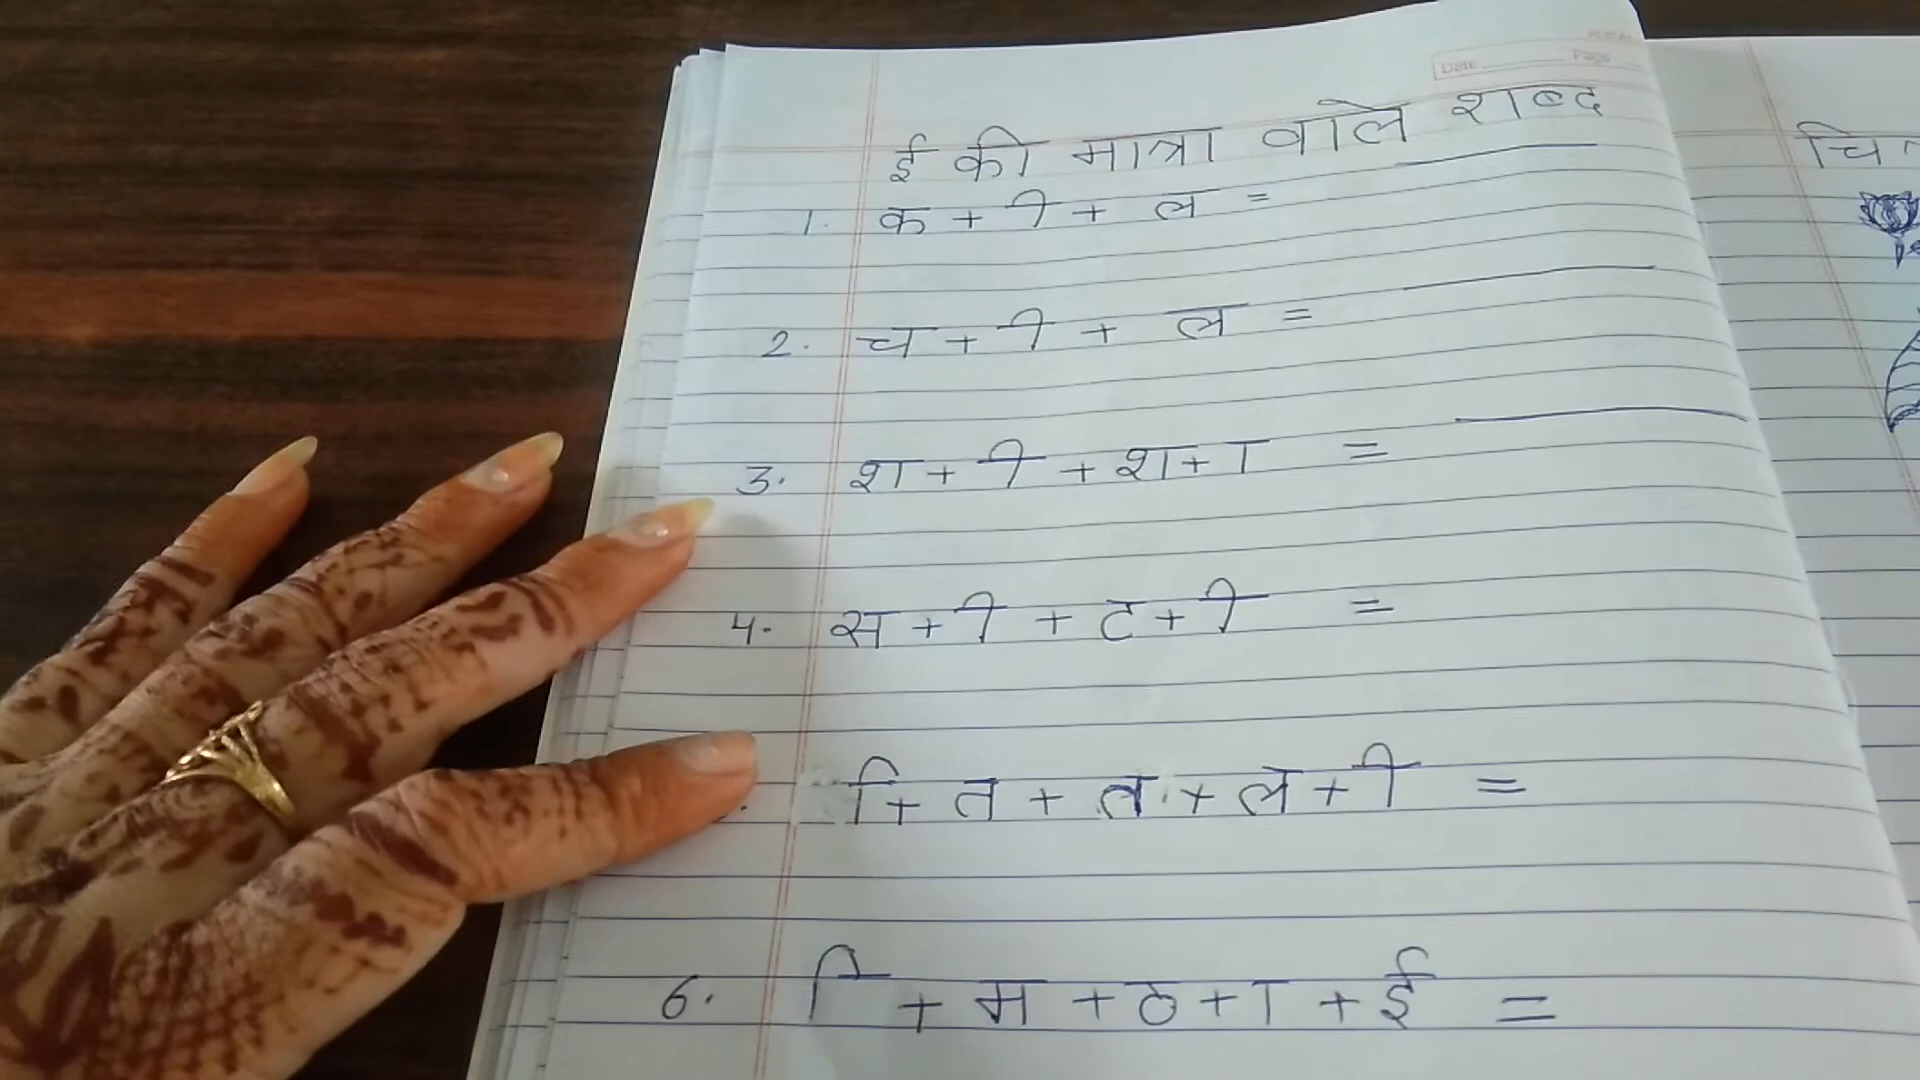 Date Page
ई की मात्रा वाले शब्द
1. क + ी + ल =
2. च + ी + ल =
3. श + ी + श + ा =
4. स + ी + ट + ी =
ि + त + त + ल + ी =
6. ि + म + ठ + ा + ई =